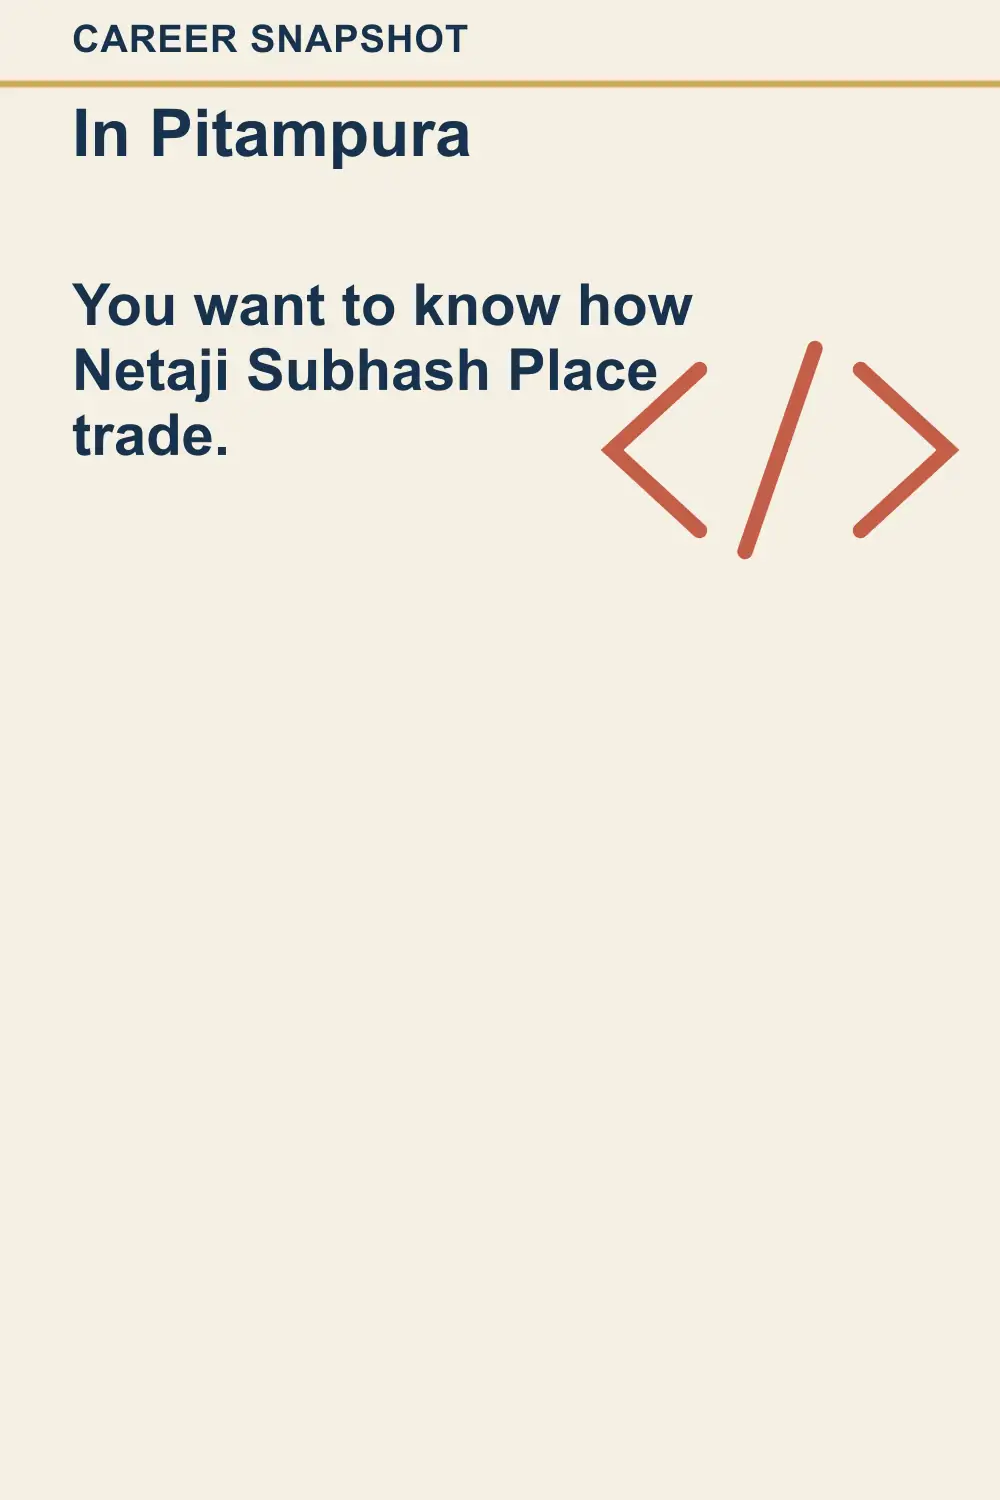 CAREER SNAPSHOT
In Pitampura
You want to know how
Netaji Subhash Place
trade.